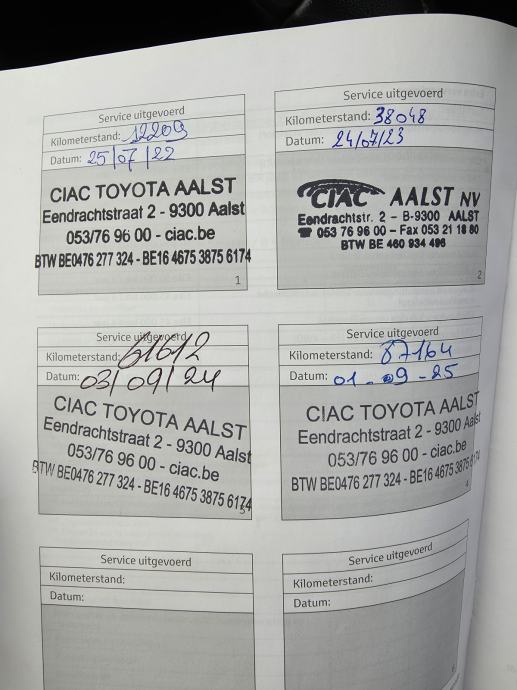 Service uitgevoerd
Kilometerstand: 12209
Datum: 25/07/22
CIAC TOYOTA AALST
Eendrachtstraat 2 - 9300 Aalst
053/76 96 00 - ciac.be
BTW BE0476 277 324 - BE16 4675 3875 6174
1
Service uitgevoerd
Kilometerstand: 38048
Datum: 24/07/23
CIAC AALST NV
Eendrachtstr. 2 - B-9300 AALST
☎ 053 76 96 00 - Fax 053 21 18 80
BTW BE 460 934 496
2
Service uitgevoerd
Kilometerstand: 61612
Datum: 03/09/24
CIAC TOYOTA AALST
Eendrachtstraat 2 - 9300 Aalst
053/76 96 00 - ciac.be
BTW BE0476 277 324 - BE16 4675 3875 6174
3
Service uitgevoerd
Kilometerstand: 87164
Datum: 01-09-25
CIAC TOYOTA AALST
Eendrachtstraat 2 - 9300 Aalst
053/76 96 00 - ciac.be
BTW BE0476 277 324 - BE16 4675 3875 6174
4
Service uitgevoerd
Kilometerstand:
Datum:
Service uitgevoerd
Kilometerstand:
Datum: